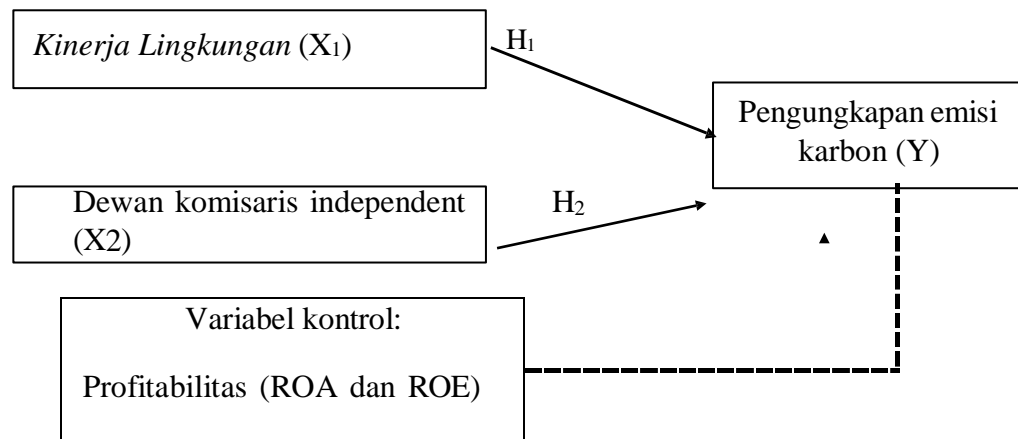 Kinerja Lingkungan (X₁)
H₁
Pengungkapan emisi
karbon (Y)
Dewan komisaris independent
(X2)
H₂
Variabel kontrol:
Profitabilitas (ROA dan ROE)